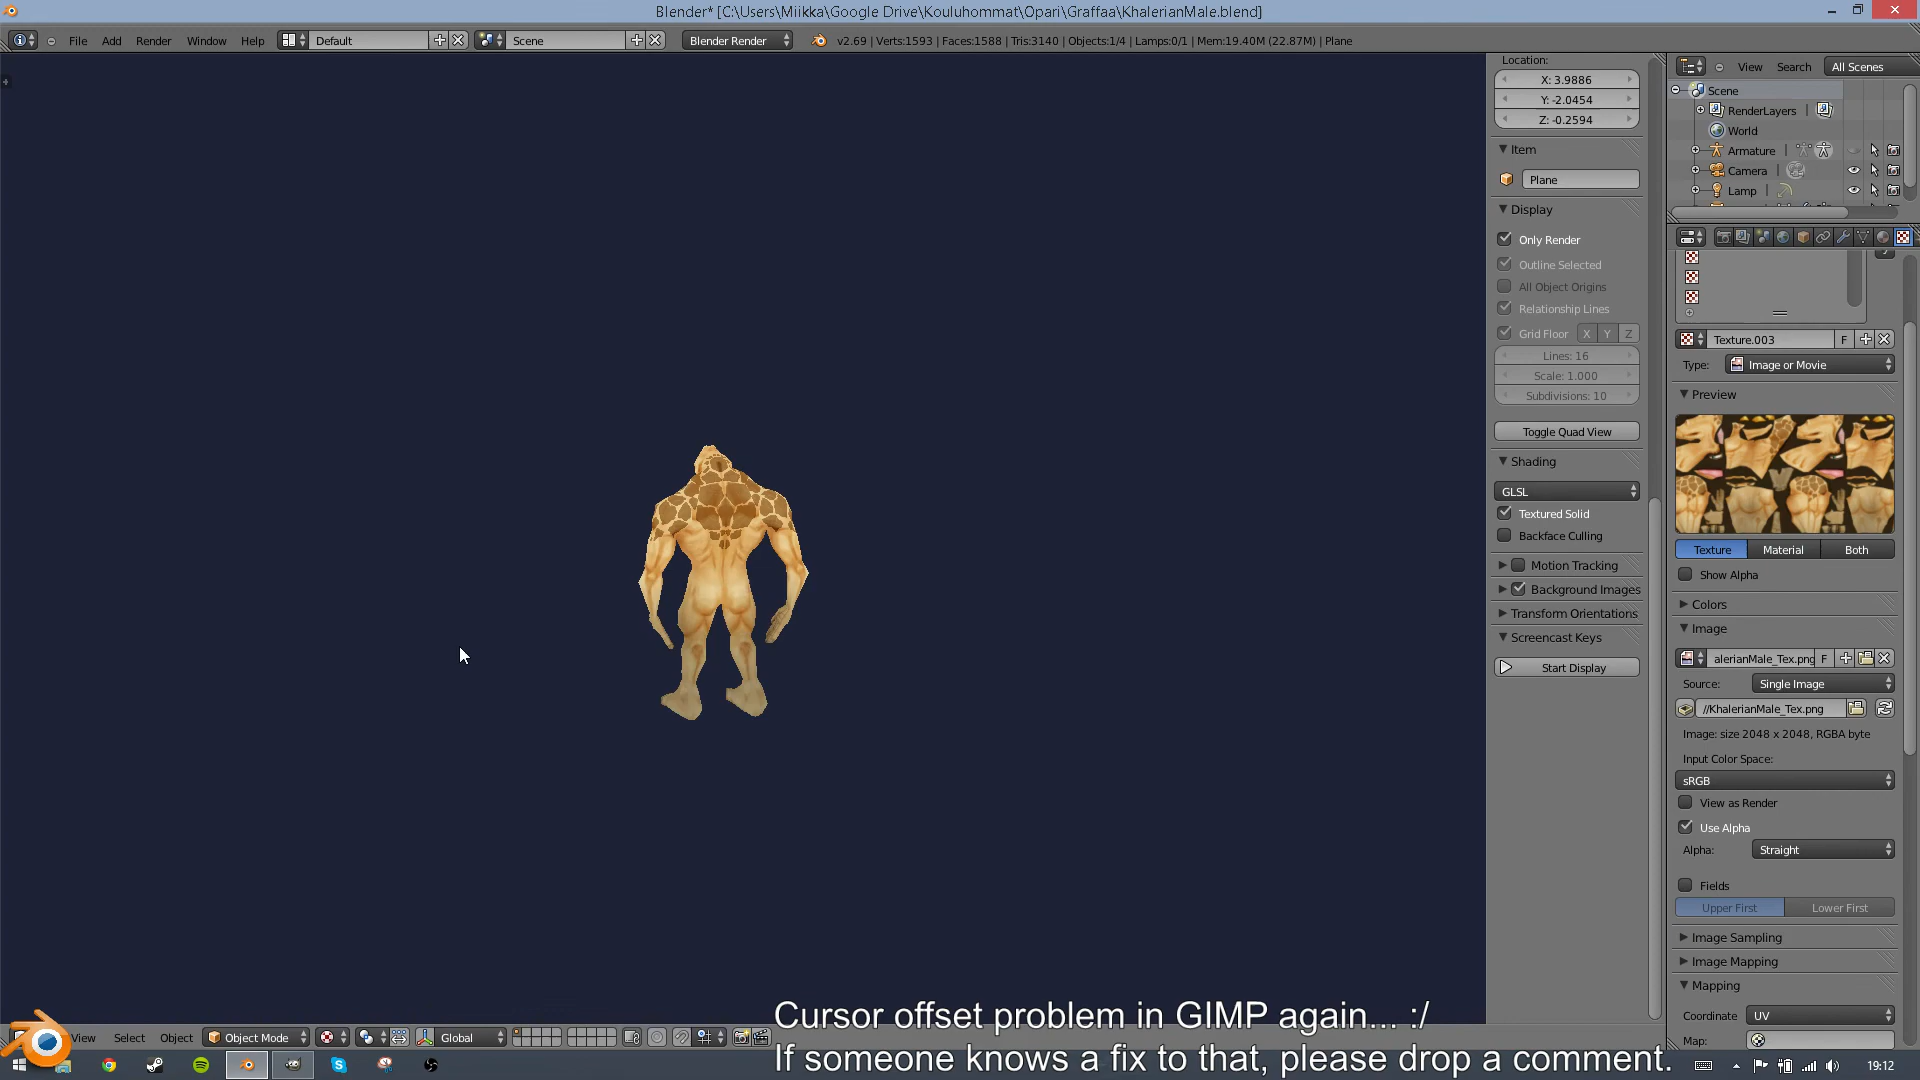 Blender* [C:\Users\Miikka\Google Drive\Kouluhommat\Opari\Graffaa\KhalerianMale.blend]
File Add Render Window Help Default Scene Blender Render v2.69 | Verts:1593 | Faces:1588 | Tris:3140 | Objects:1/4 | Lamps:0/1 | Mem:19.40M (22.87M) | Plane
Location:
X: 3.9886
Y: -2.0454
Z: -0.2594
Item
Plane
Display
Only Render
Outline Selected
All Object Origins
Relationship Lines
Grid Floor X Y Z
Lines: 16
Scale: 1.000
Subdivisions: 10
Toggle Quad View
Shading
GLSL
Textured Solid
Backface Culling
Motion Tracking
Background Images
Transform Orientations
Screencast Keys
Start Display
View Search All Scenes
Scene
RenderLayers |
World
Armature |
Camera |
Lamp |
Texture.003 F
Type: Image or Movie
Preview
Texture Material Both
Show Alpha
Colors
Image
alerianMale_Tex.png F
Source: Single Image
//KhalerianMale_Tex.png
Image: size 2048 x 2048, RGBA byte
Input Color Space:
sRGB
View as Render
Use Alpha
Alpha: Straight
Fields
Upper First Lower First
Image Sampling
Image Mapping
Mapping
Coordinate UV
Map:
View Select Object Object Mode Global
Cursor offset problem in GIMP again... :/
If someone knows a fix to that, please drop a comment.
19:12